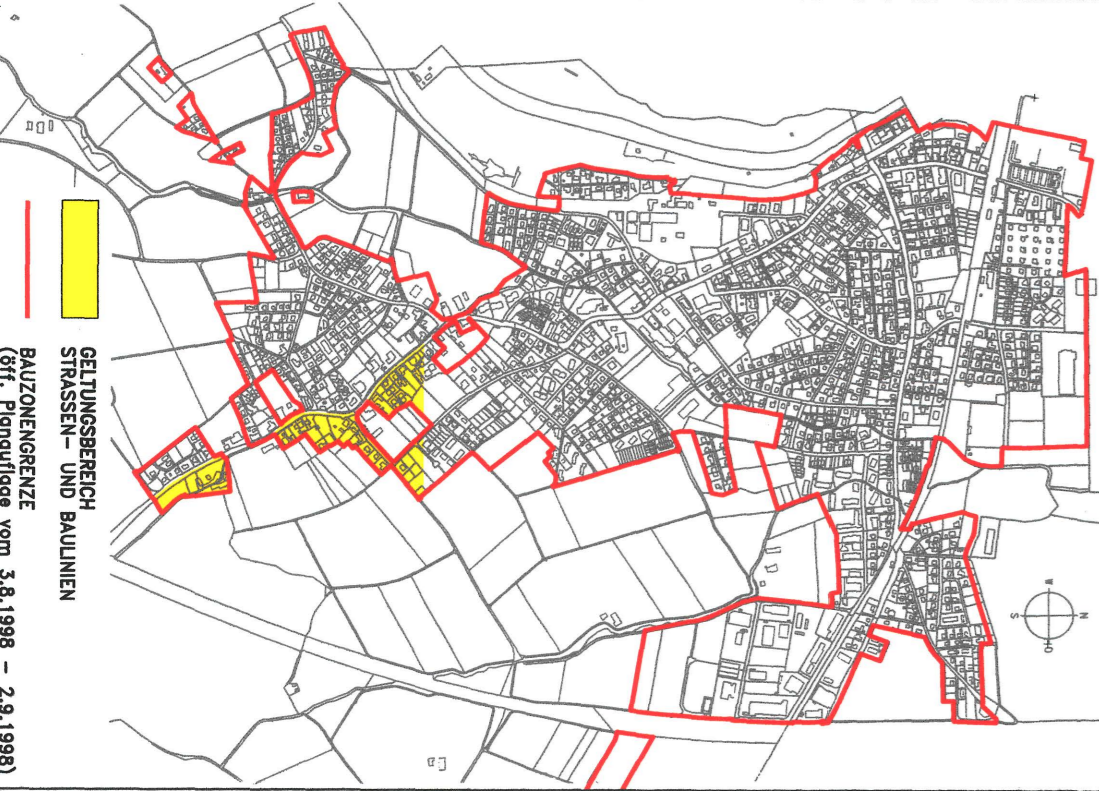 GELTUNGSBEREICH
STRASSEN- UND BAULINIEN
BAUZONENGRENZE
(öff. Planauflage vom 3.8.1998 - 2.9.1998)
N
W
O
S